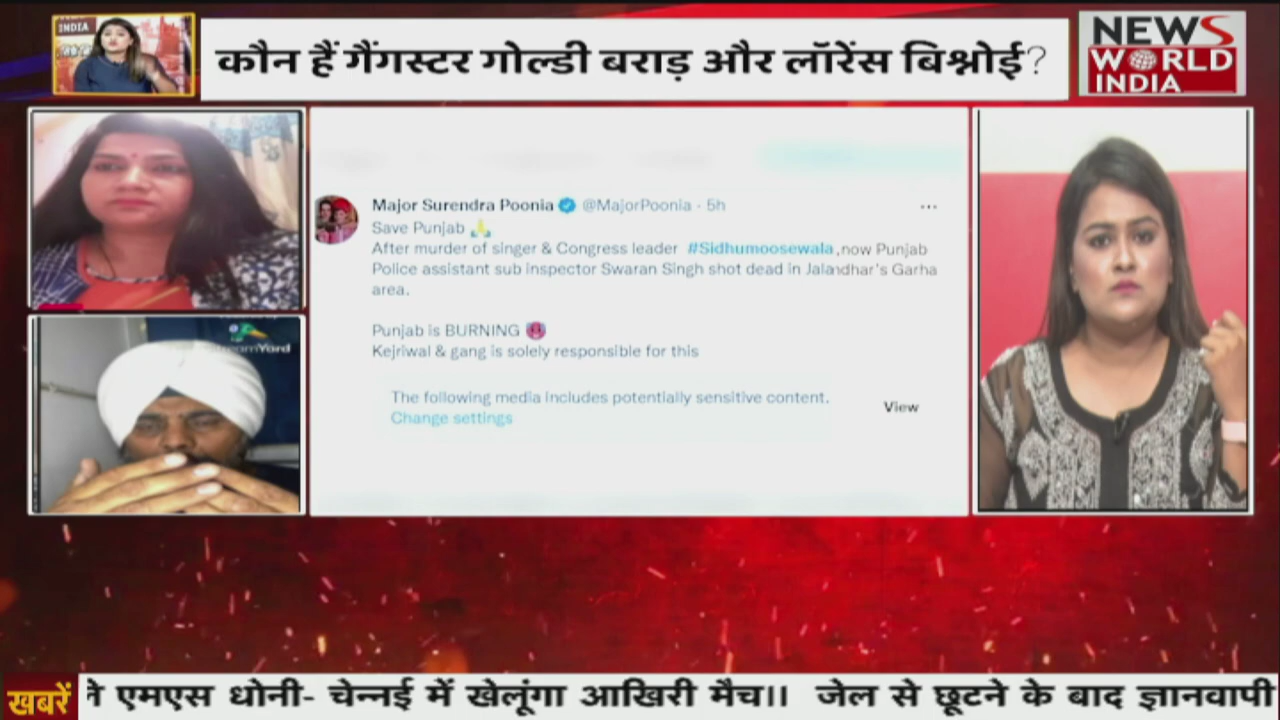 INDIA
कौन हैं गैंगस्टर गोल्डी बराड़ और लॉरेंस बिश्नोई?
NEWS
WORLD
INDIA
Major Surendra Poonia @MajorPoonia · 5h
Save Punjab 🙏
After murder of singer & Congress leader #Sidhumoosewala ,now Punjab
Police assistant sub inspector Swaran Singh shot dead in Jalandhar's Garha
area.
Punjab is BURNING 👿
Kejriwal & gang is solely responsible for this
The following media includes potentially sensitive content.
Change settings
View
खबरें ने एमएस धोनी- चेन्नई में खेलूंगा आखिरी मैच।। जेल से छूटने के बाद ज्ञानवापी